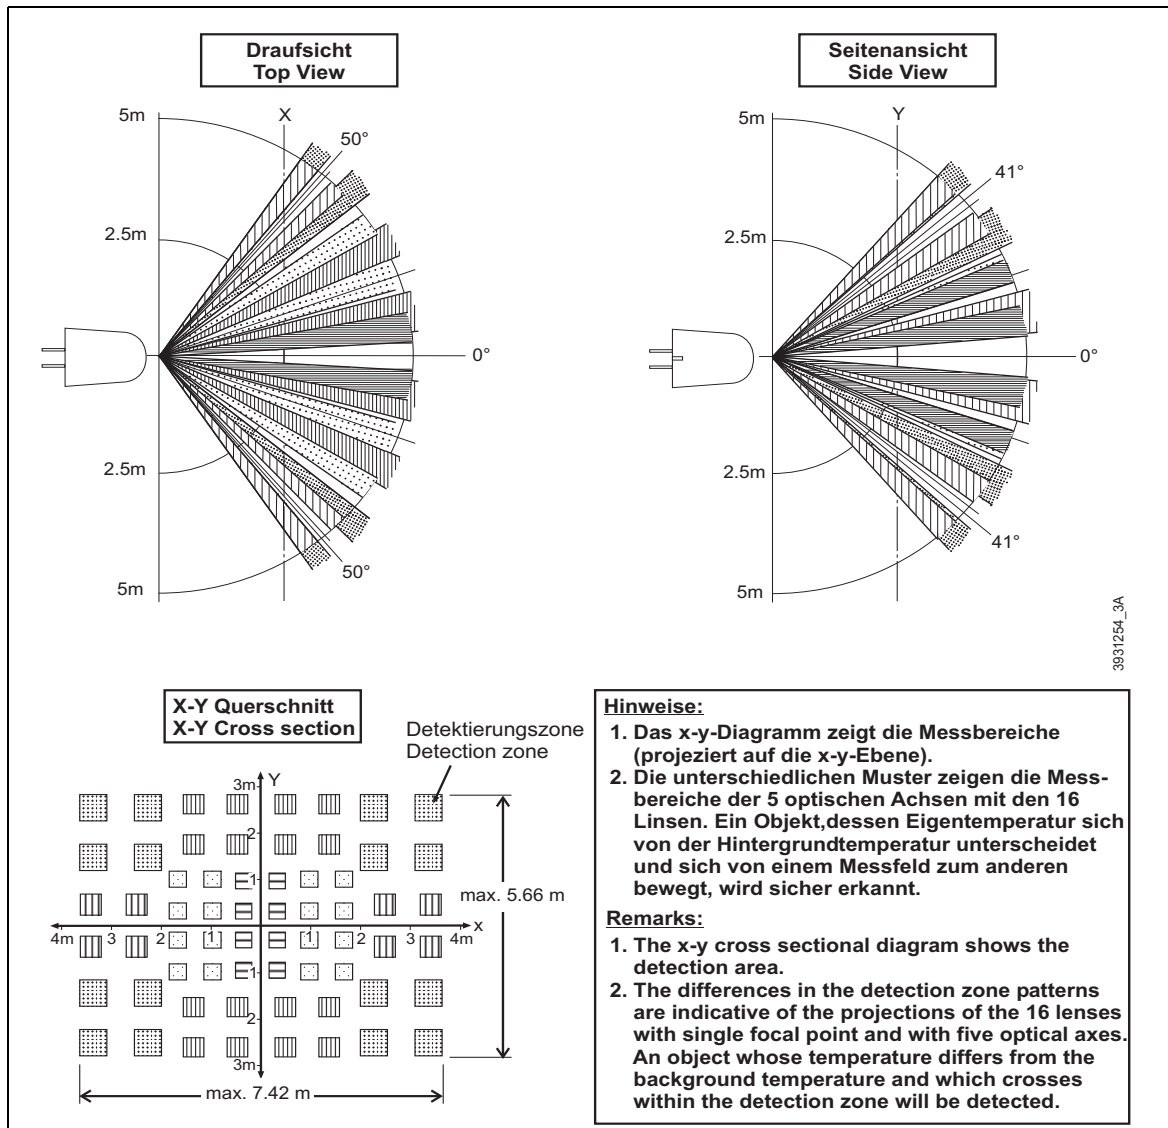 Draufsicht
Top View
5m
X
50°
2.5m
0°
2.5m
50°
5m
Seitenansicht
Side View
5m
Y
41°
2.5m
0°
2.5m
41°
5m
3931254_3A
X-Y Querschnitt
X-Y Cross section
Detektierungszone
Detection zone
3m
Y
2
1
4m 3 2 1 1 2 3 4m x
1
2
3m
max. 5.66 m
max. 7.42 m
Hinweise:
1. Das x-y-Diagramm zeigt die Messbereiche
(projeziert auf die x-y-Ebene).
2. Die unterschiedlichen Muster zeigen die Mess-
bereiche der 5 optischen Achsen mit den 16
Linsen. Ein Objekt,dessen Eigentemperatur sich
von der Hintergrundtemperatur unterscheidet
und sich von einem Messfeld zum anderen
bewegt, wird sicher erkannt.
Remarks:
1. The x-y cross sectional diagram shows the
detection area.
2. The differences in the detection zone patterns
are indicative of the projections of the 16 lenses
with single focal point and with five optical axes.
An object whose temperature differs from the
background temperature and which crosses
within the detection zone will be detected.